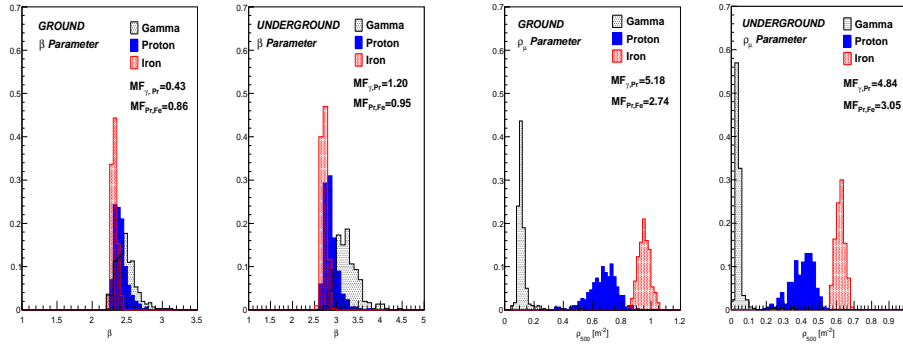 GROUND
β Parameter
Gamma
Proton
Iron
MFγ, Pr=0.43
MFPr,Fe=0.86
0.7
0.6
0.5
0.4
0.3
0.2
0.1
0
1 1.5 2 2.5 3 3.5
β
UNDERGROUND
β Parameter
Gamma
Proton
Iron
MFγ,Pr=1.20
MFPr,Fe=0.95
0.7
0.6
0.5
0.4
0.3
0.2
0.1
0
1 1.5 2 2.5 3 3.5 4 4.5 5
β
GROUND
ρμ Parameter
Gamma
Proton
Iron
MFγ,Pr=5.18
MFPr,Fe=2.74
0.7
0.6
0.5
0.4
0.3
0.2
0.1
0
0 0.2 0.4 0.6 0.8 1 1.2
ρ500 [m-2]
UNDERGROUND
ρμ Parameter
Gamma
Proton
Iron
MFγ,Pr=4.84
MFPr,Fe=3.05
0.7
0.6
0.5
0.4
0.3
0.2
0.1
0
0 0.1 0.2 0.3 0.4 0.5 0.6 0.7 0.8 0.9
ρ500 [m-2]